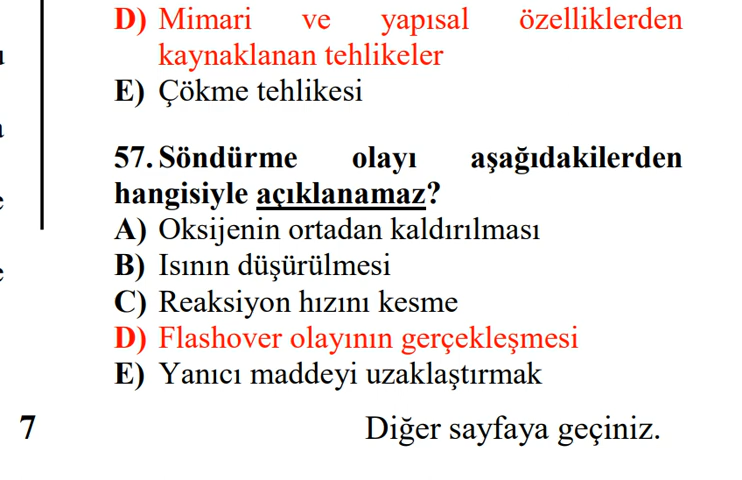 D) Mimari ve yapısal özelliklerden
kaynaklanan tehlikeler
E) Çökme tehlikesi
57. Söndürme olayı aşağıdakilerden
hangisiyle açıklanamaz?
A) Oksijenin ortadan kaldırılması
B) Isının düşürülmesi
C) Reaksiyon hızını kesme
D) Flashover olayının gerçekleşmesi
E) Yanıcı maddeyi uzaklaştırmak
7 Diğer sayfaya geçiniz.